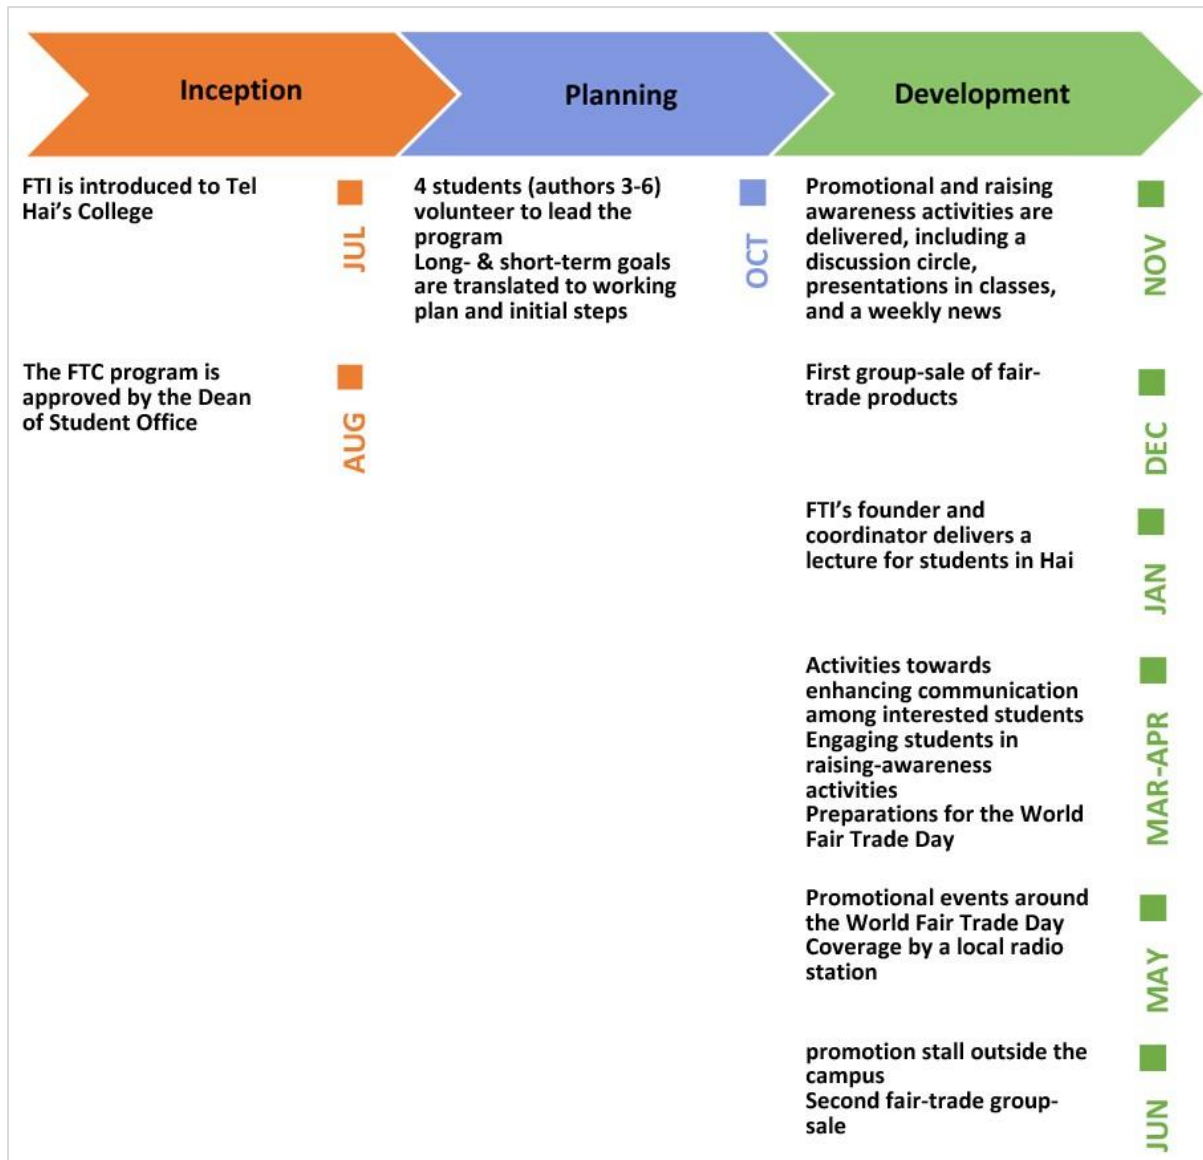 Inception
Planning
Development
FTI is introduced to Tel
Hai's College
JUL
The FTC program is
approved by the Dean
of Student Office
AUG
4 students (authors 3-6)
volunteer to lead the
program
Long- & short-term goals
are translated to working
plan and initial steps
OCT
Promotional and raising
awareness activities are
delivered, including a
discussion circle,
presentations in classes,
and a weekly news
NOV
First group-sale of fair-
trade products
DEC
FTI's founder and
coordinator delivers a
lecture for students in Hai
JAN
Activities towards
enhancing communication
among interested students
Engaging students in
raising-awareness
activities
Preparations for the World
Fair Trade Day
MAR-APR
Promotional events around
the World Fair Trade Day
Coverage by a local radio
station
MAY
promotion stall outside the
campus
Second fair-trade group-
sale
JUN